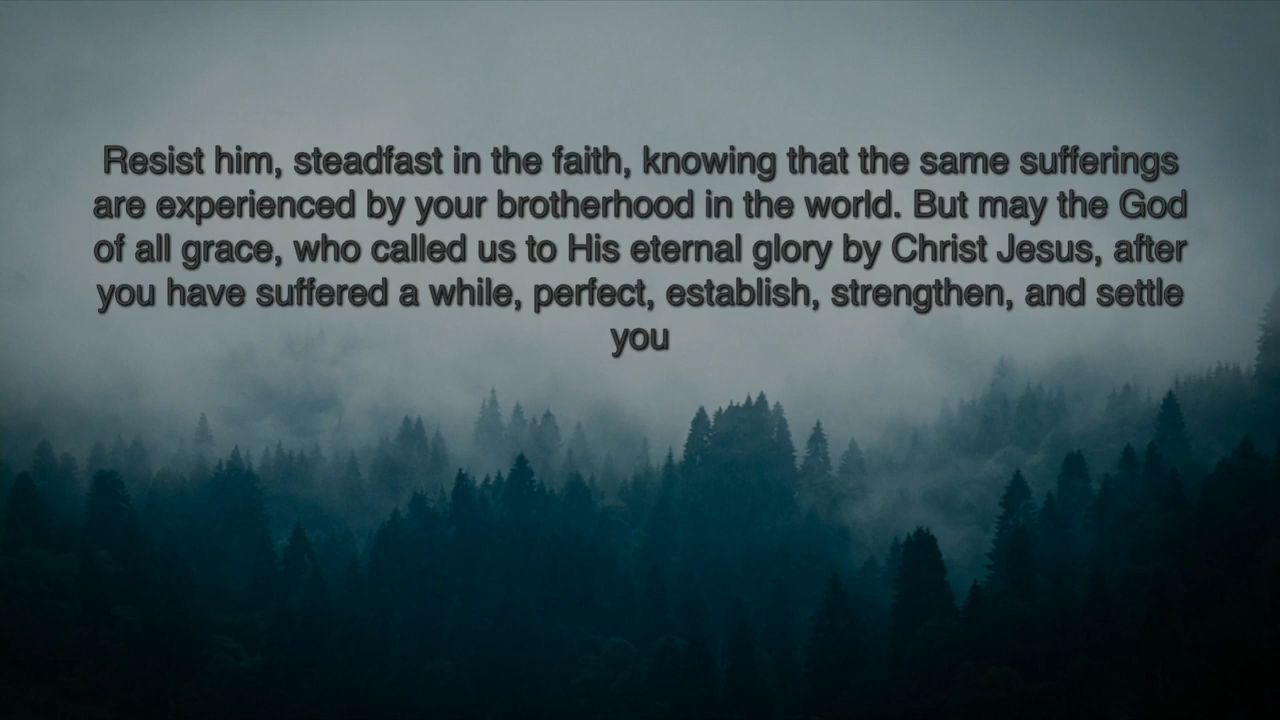 Resist him, steadfast in the faith, knowing that the same sufferings
are experienced by your brotherhood in the world. But may the God
of all grace, who called us to His eternal glory by Christ Jesus, after
you have suffered a while, perfect, establish, strengthen, and settle
you